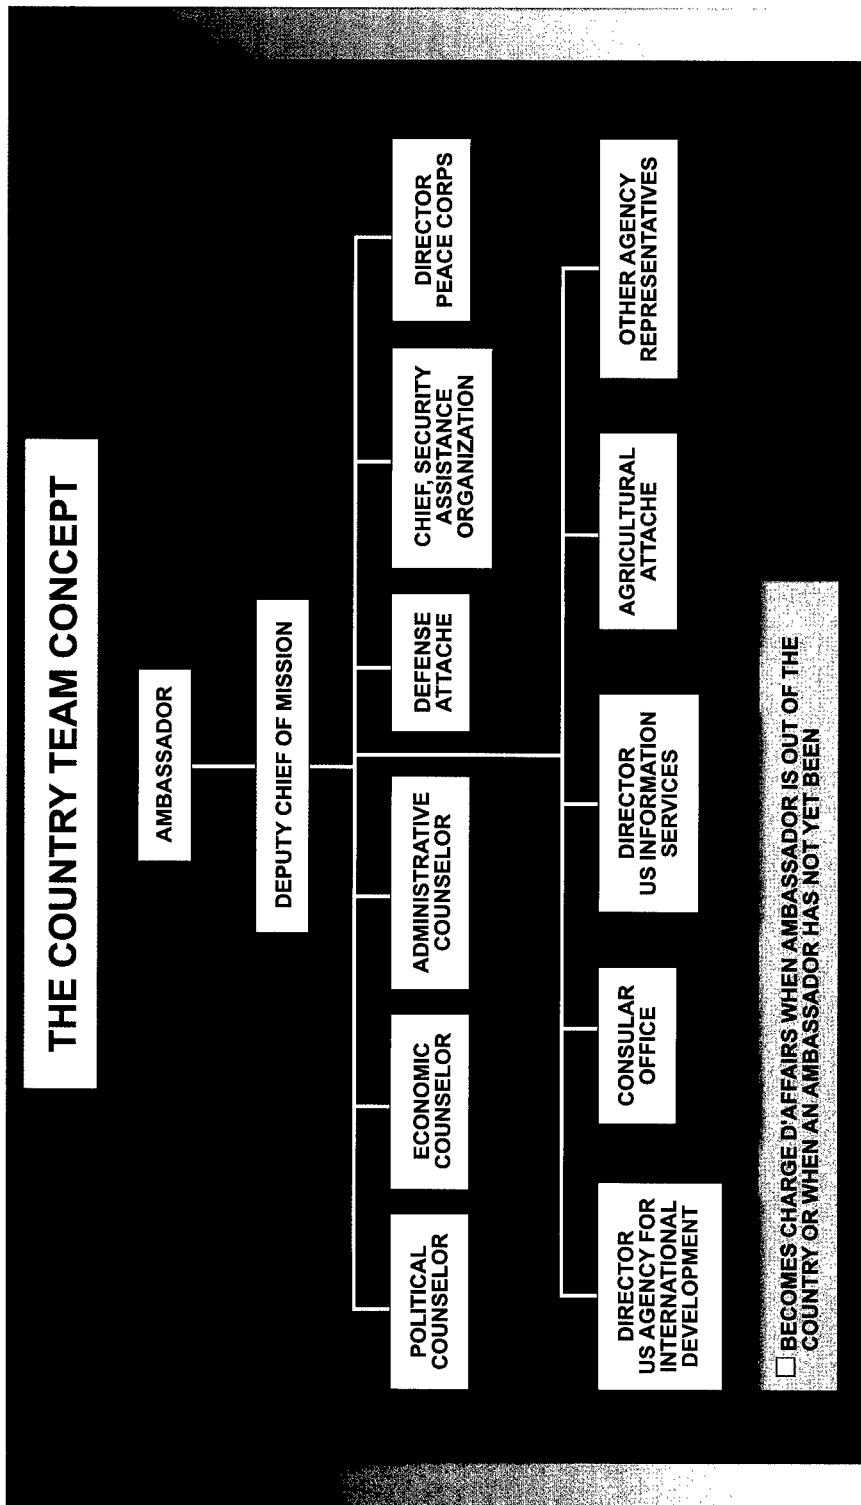 THE COUNTRY TEAM CONCEPT
AMBASSADOR
DEPUTY CHIEF OF MISSION
POLITICAL
COUNSELOR
ECONOMIC
COUNSELOR
ADMINISTRATIVE
COUNSELOR
DEFENSE
ATTACHE
CHIEF, SECURITY
ASSISTANCE
ORGANIZATION
DIRECTOR
PEACE CORPS
DIRECTOR
US AGENCY FOR
INTERNATIONAL
DEVELOPMENT
CONSULAR
OFFICE
DIRECTOR
US INFORMATION
SERVICES
AGRICULTURAL
ATTACHE
OTHER AGENCY
REPRESENTATIVES
BECOMES CHARGE D'AFFAIRS WHEN AMBASSADOR IS OUT OF THE
COUNTRY OR WHEN AN AMBASSADOR HAS NOT YET BEEN